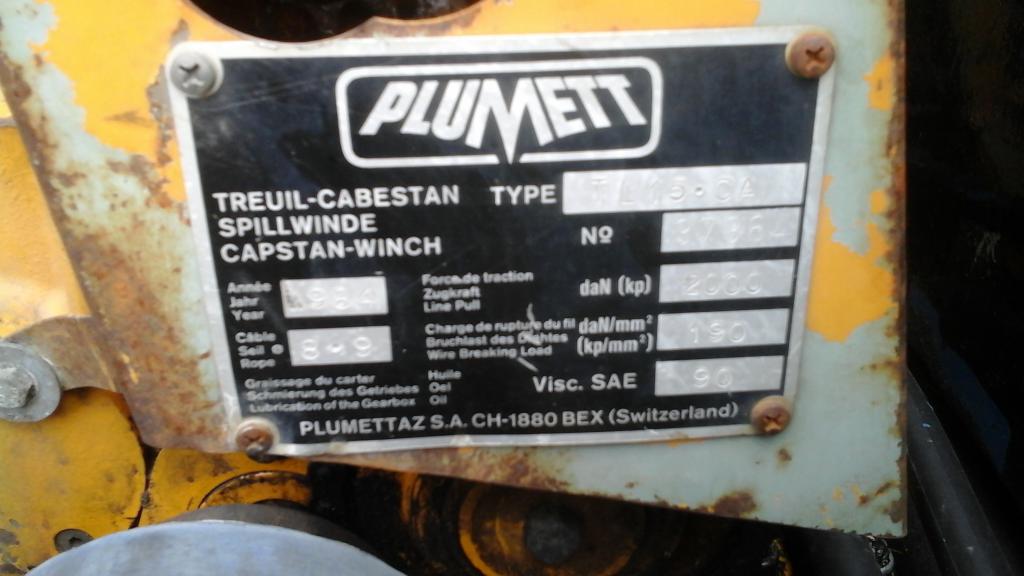 PLUMETT
TREUIL-CABESTAN TYPE TL15·CA
SPILLWINDE
CAPSTAN-WINCH Nº
Année
Jahr
Year 1984
Force de traction
Zugkraft
Line Pull daN (kp) 2000
Câble
Seil ø
Rope 8-9
Charge de rupture du fil
Bruchlast des Drahtes
Wire Breaking Load daN/mm² (kp/mm²) 190
Graissage du carter
Schmierung des Getriebes
Lubrication of the Gearbox
Huile
Oel
Oil Visc. SAE 90
PLUMETTAZ S.A. CH-1880 BEX (Switzerland)